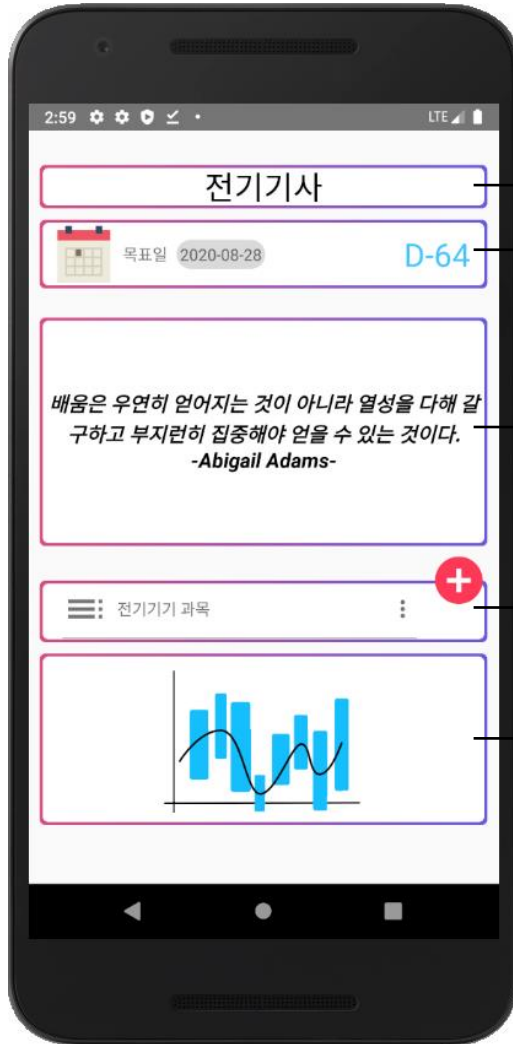 2:59 LTE
전기기사
목표일 2020-08-28 D-64
배움은 우연히 얻어지는 것이 아니라 열성을 다해 갈
구하고 부지런히 집중해야 얻을 수 있는 것이다.
-Abigail Adams-
전기기기 과목